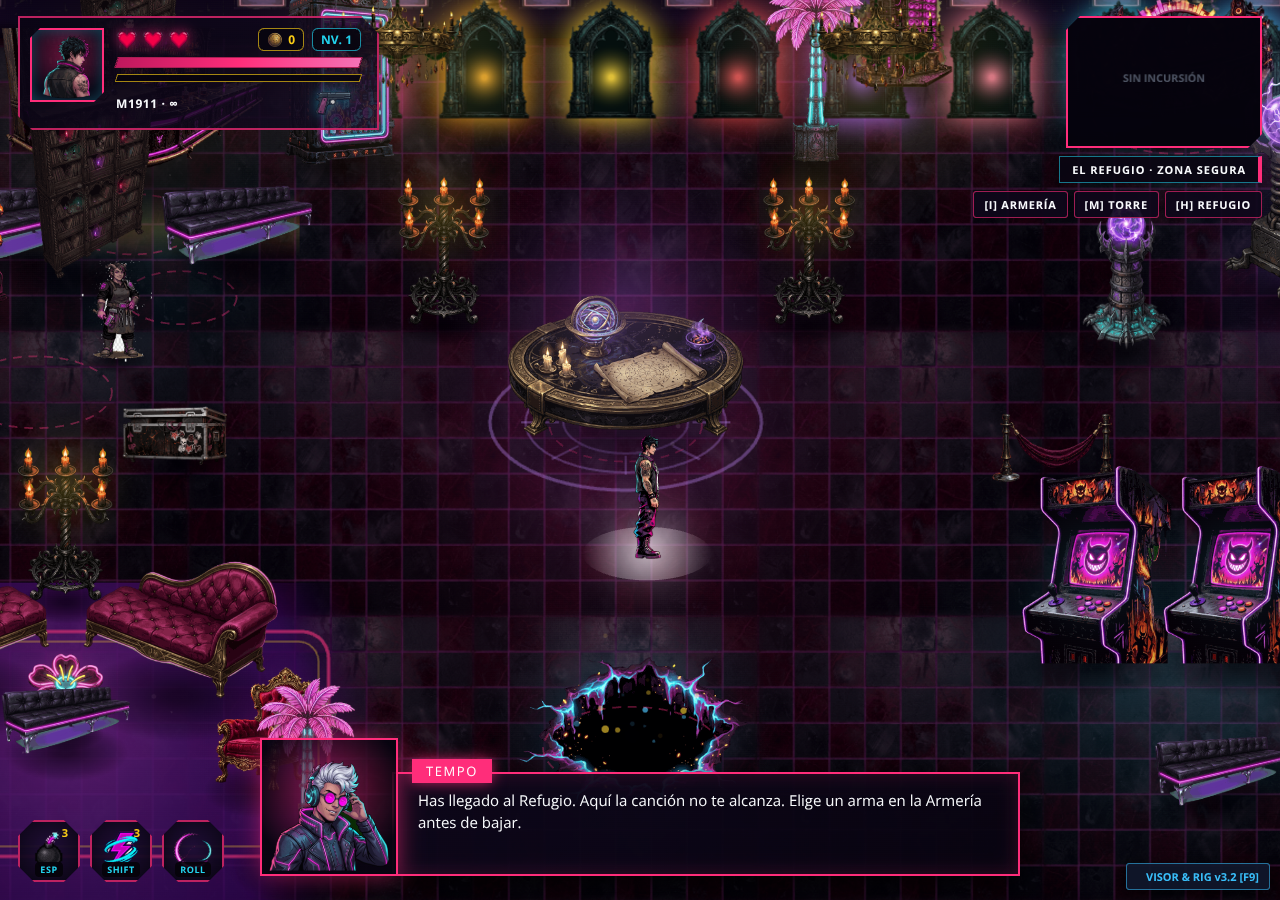 0
NV. 1
M1911 · ∞
SIN INCURSIÓN
EL REFUGIO · ZONA SEGURA
[I] ARMERÍA
[M] TORRE
[H] REFUGIO
TEMPO
Has llegado al Refugio. Aquí la canción no te alcanza. Elige un arma en la Armería
antes de bajar.
3
ESP
3
SHIFT
ROLL
VISOR & RIG v3.2 [F9]